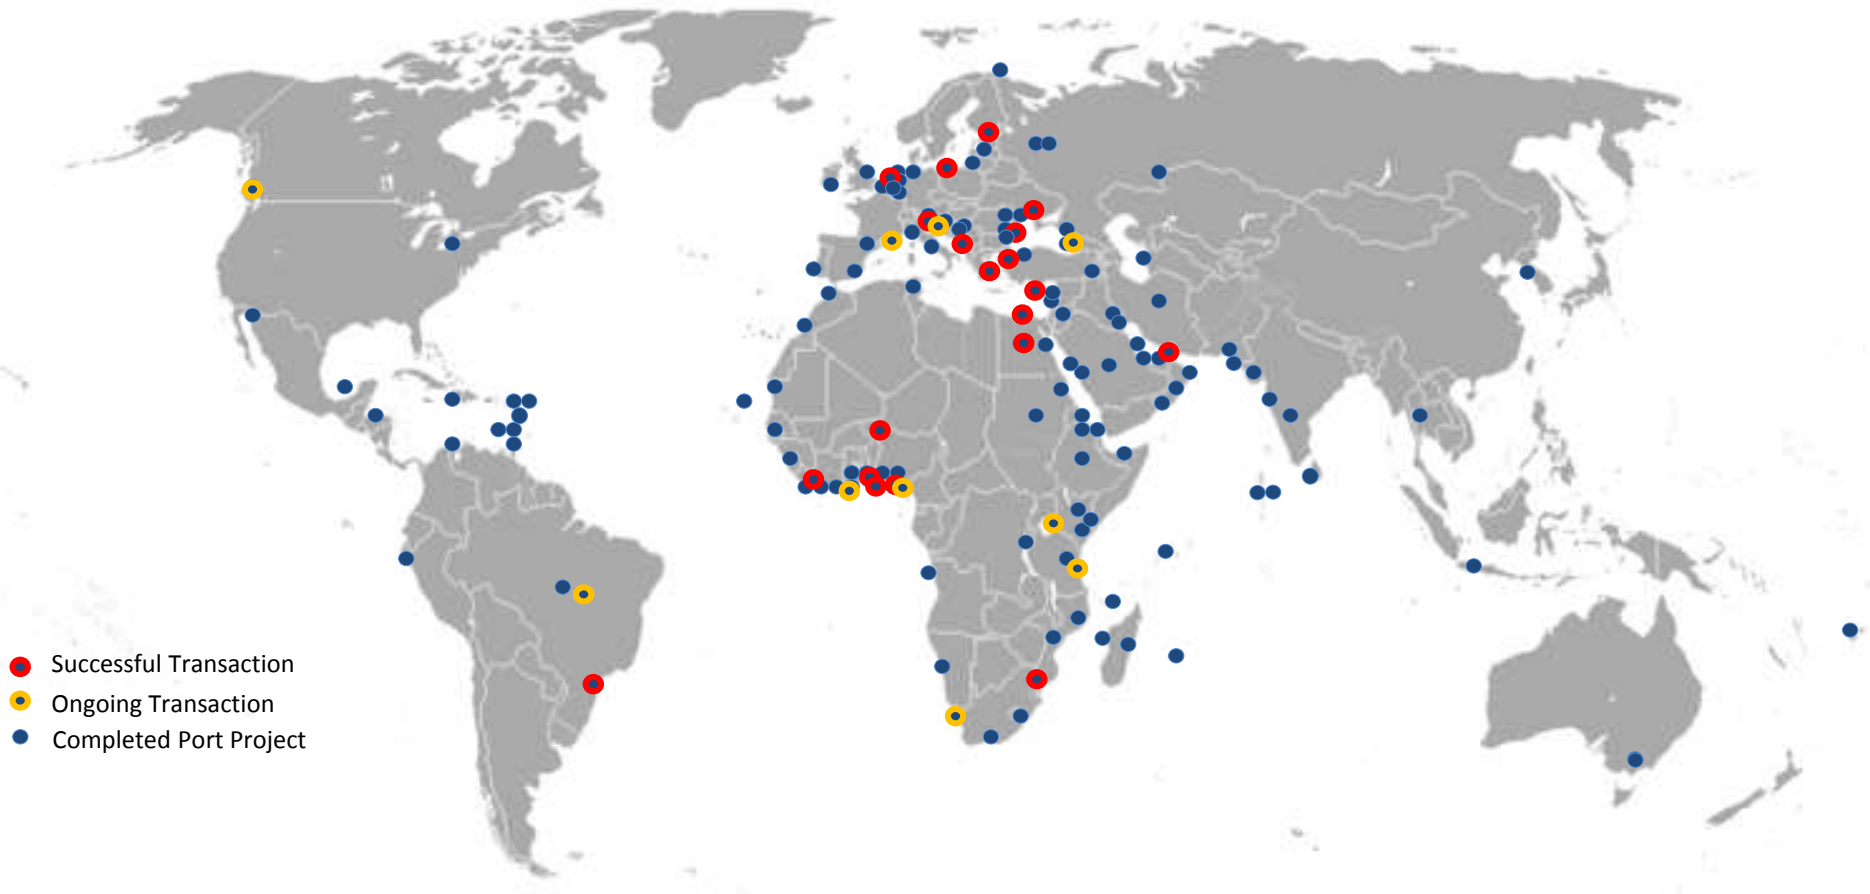 Successful Transaction
Ongoing Transaction
Completed Port Project